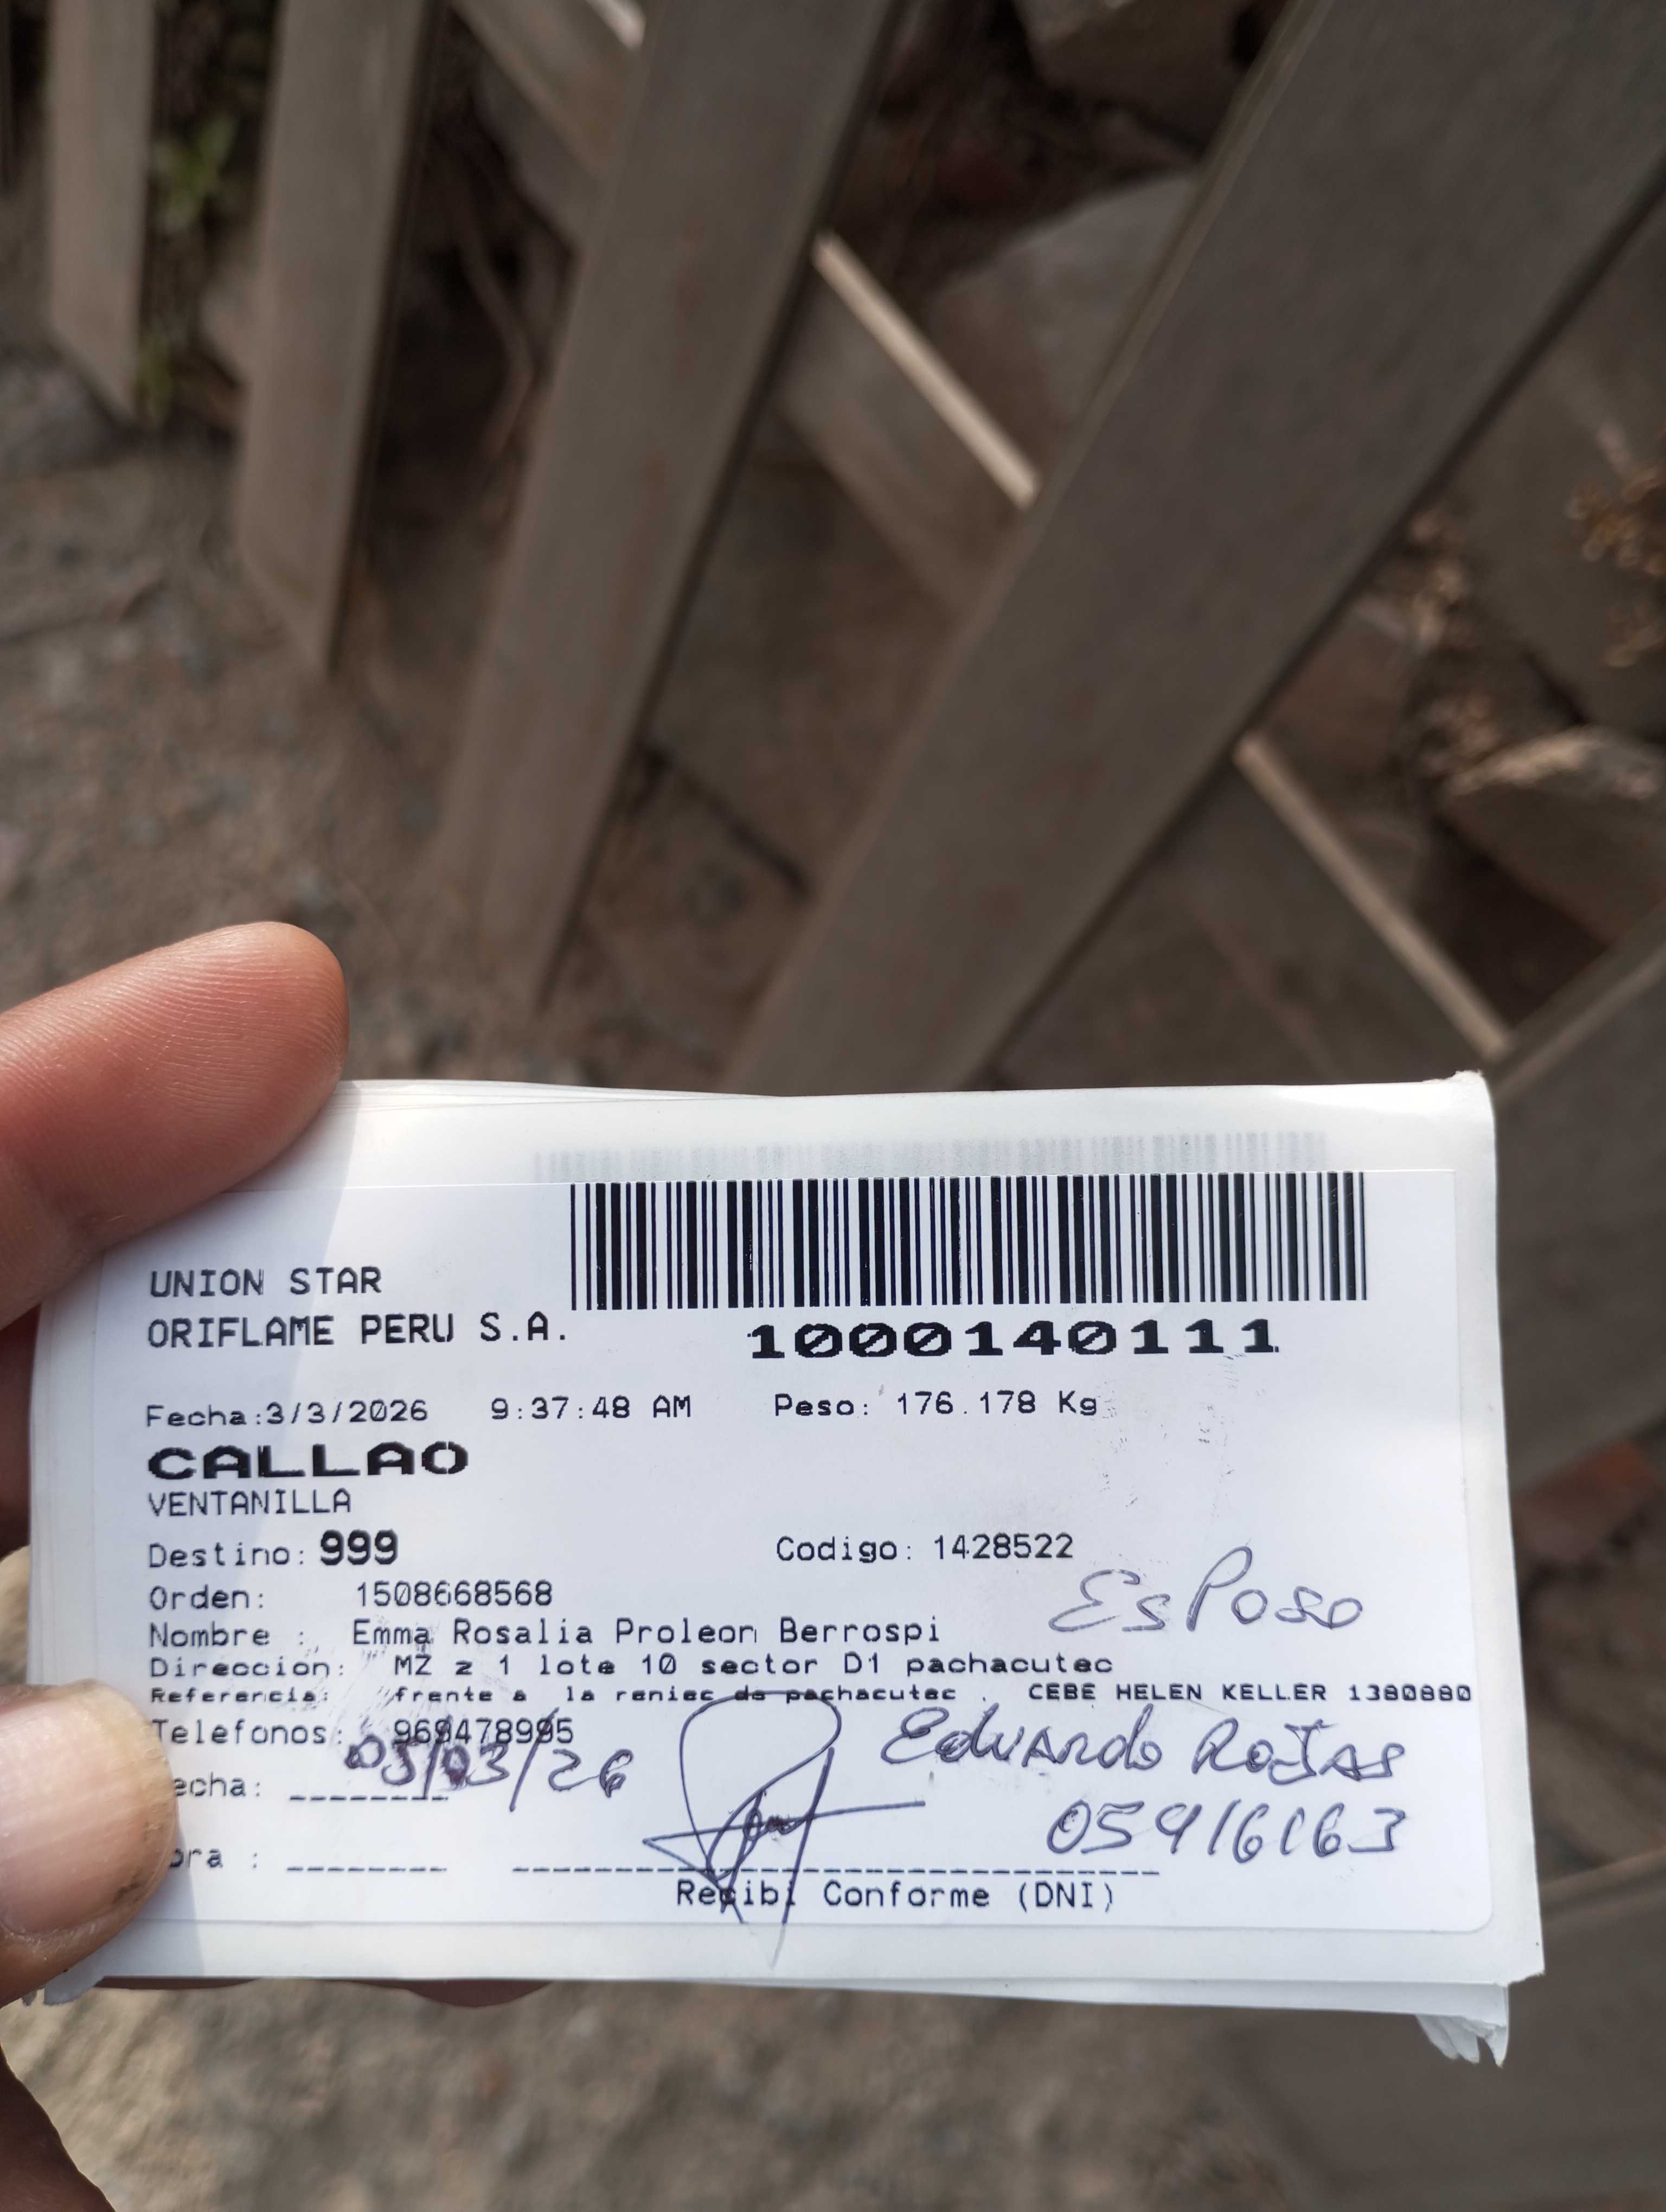 UNION STAR
ORIFLAME PERU S.A.
1000140111
Fecha:3/3/2026 9:37:48 AM Peso: 176.178 Kg
CALLAO
VENTANILLA
Destino: 999 Codigo: 1428522
Orden: 1508668568
Esposo
Nombre : Emma Rosalia Proleon Berrospi
Direccion: MZ z 1 lote 10 sector D1 pachacutec
Referencia: frente a la reniec de pachacutec . CEBE HELEN KELLER 1380880
Telefonos: 969478995
Eduardo Rojas
echa: 05/03/26
05916163
ora :
Recibi Conforme (DNI)